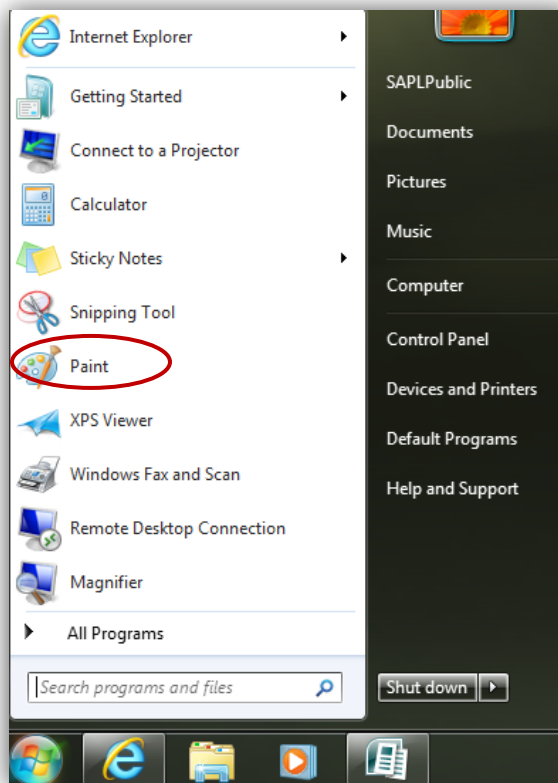 Internet Explorer
Getting Started
Connect to a Projector
Calculator
Sticky Notes
Snipping Tool
Paint
XPS Viewer
Windows Fax and Scan
Remote Desktop Connection
Magnifier
All Programs
Search programs and files
SAPLPublic
Documents
Pictures
Music
Computer
Control Panel
Devices and Printers
Default Programs
Help and Support
Shut down